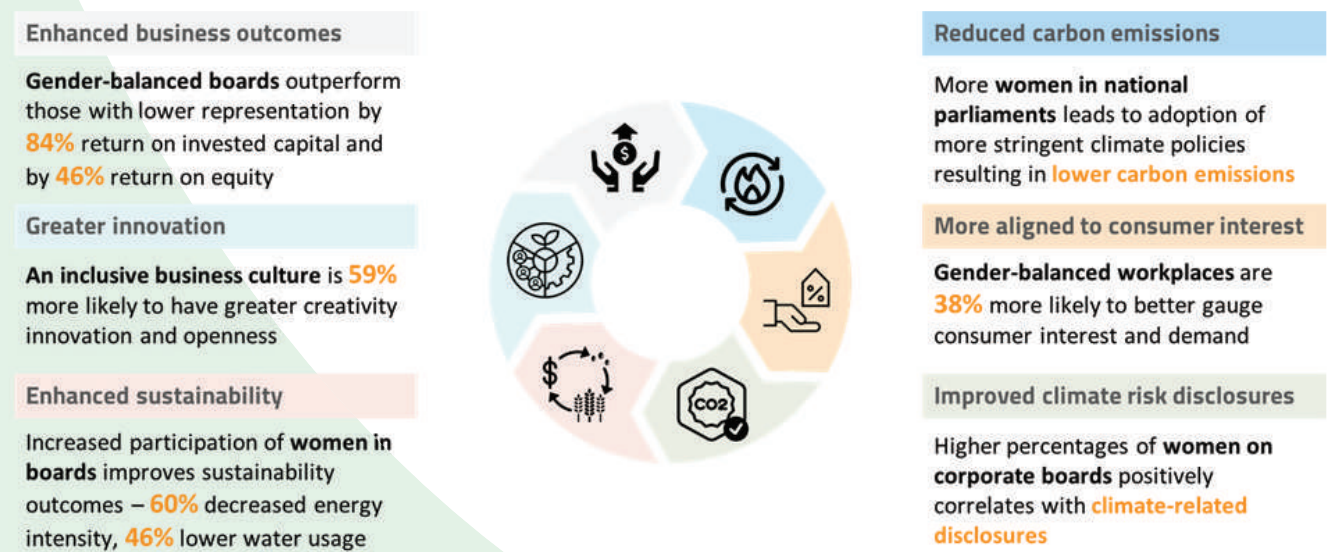 Enhanced business outcomes
Gender-balanced boards outperform
those with lower representation by
84% return on invested capital and
by 46% return on equity
Greater innovation
An inclusive business culture is 59%
more likely to have greater creativity
innovation and openness
Enhanced sustainability
Increased participation of women in
boards improves sustainability
outcomes – 60% decreased energy
intensity, 46% lower water usage
$
$
CO2
%
Reduced carbon emissions
More women in national
parliaments leads to adoption of
more stringent climate policies
resulting in lower carbon emissions
More aligned to consumer interest
Gender-balanced workplaces are
38% more likely to better gauge
consumer interest and demand
Improved climate risk disclosures
Higher percentages of women on
corporate boards positively
correlates with climate-related
disclosures